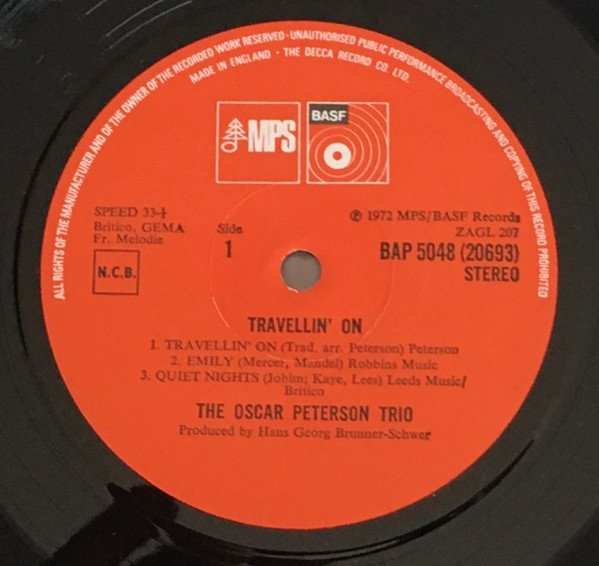 ALL RIGHTS OF THE MANUFACTURER AND OF THE OWNER OF THE RECORDED WORK RESERVED · UNAUTHORISED PUBLIC PERFORMANCE BROADCASTING AND COPYING OF THIS RECORD PROHIBITED
MADE IN ENGLAND · THE DECCA RECORD CO. LTD.
MPS
BASF
SPEED 33-⅓
Britico, GEMA
Fr. Melodie
N.C.B.
Side
1
℗ 1972 MPS/BASF Records
ZAGL 207
BAP 5048 (20693)
STEREO
TRAVELLIN' ON
1. TRAVELLIN' ON (Trad. arr. Peterson) Peterson
2. EMILY (Mercer, Mandel) Robbins Music
3. QUIET NIGHTS (Jobim; Kaye, Lees) Leeds Music/
Britico
THE OSCAR PETERSON TRIO
Produced by Hans Georg Brunner-Schwer